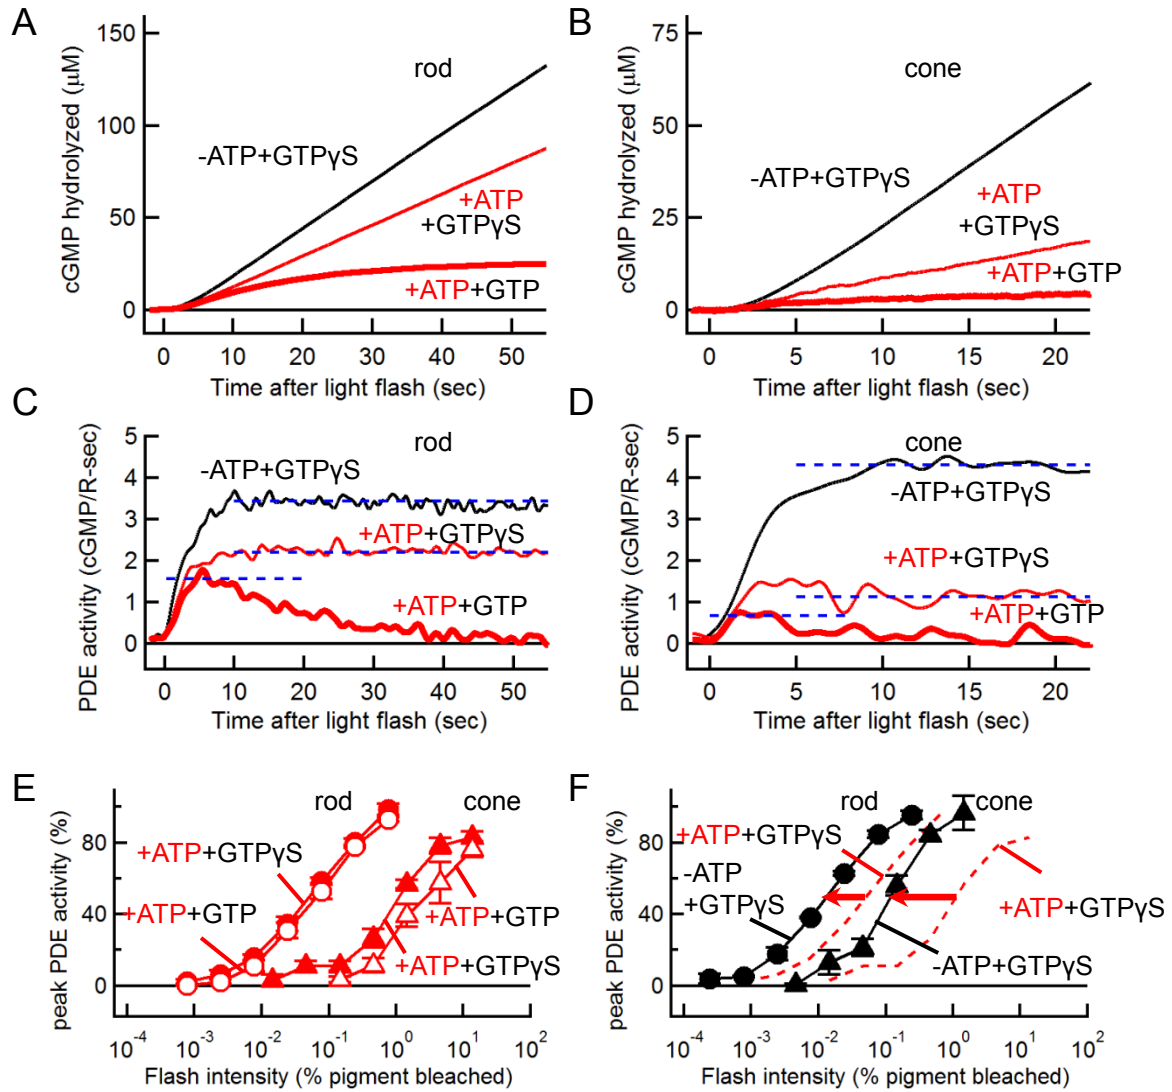 A
cGMP hydrolyzed (μM)
150
100
50
0
rod
-ATP+GTPγS
+ATP
+GTPγS
+ATP+GTP
0 10 20 30 40 50
Time after light flash (sec)
B
cGMP hydrolyzed (μM)
75
50
25
0
cone
-ATP+GTPγS
+ATP
+GTPγS
+ATP+GTP
0 5 10 15 20
Time after light flash (sec)
C
PDE activity (cGMP/R-sec)
5
4
3
2
1
0
rod
-ATP+GTPγS
+ATP+GTPγS
+ATP+GTP
0 10 20 30 40 50
Time after light flash (sec)
D
PDE activity (cGMP/R-sec)
5
4
3
2
1
0
cone
-ATP+GTPγS
+ATP+GTPγS
+ATP+GTP
0 5 10 15 20
Time after light flash (sec)
E
peak PDE activity (%)
80
40
0
rod
cone
+ATP+GTPγS
+ATP+GTP
+ATP+GTP
+ATP+GTPγS
10-4 10-3 10-2 10-1 100 101 102
Flash intensity (% pigment bleached)
F
peak PDE activity (%)
80
40
0
rod
cone
+ATP+GTPγS
-ATP
+GTPγS
+ATP+GTPγS
-ATP+GTPγS
10-4 10-3 10-2 10-1 100 101 102
Flash intensity (% pigment bleached)